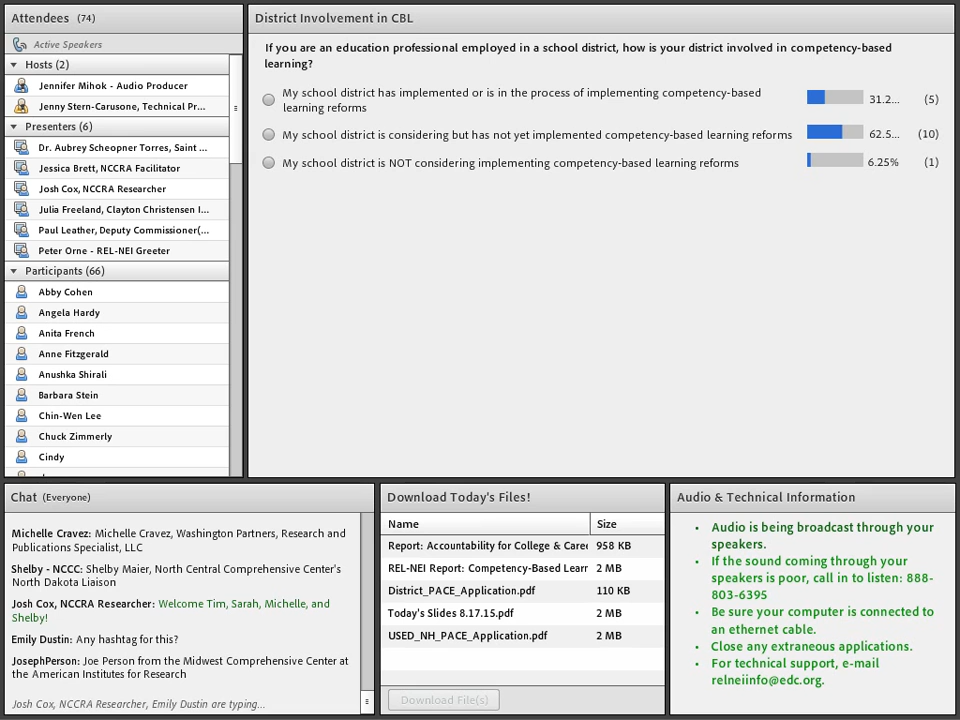 Attendees (74)
Active Speakers
Hosts (2)
Jennifer Mihok - Audio Producer
Jenny Stern-Carusone, Technical Pr...
Presenters (6)
Dr. Aubrey Scheopner Torres, Saint ...
Jessica Brett, NCCRA Facilitator
Josh Cox, NCCRA Researcher
Julia Freeland, Clayton Christensen I...
Paul Leather, Deputy Commissioner(...
Peter Orne - REL-NEI Greeter
Participants (66)
Abby Cohen
Angela Hardy
Anita French
Anne Fitzgerald
Anushka Shirali
Barbara Stein
Chin-Wen Lee
Chuck Zimmerly
Cindy
District Involvement in CBL
If you are an education professional employed in a school district, how is your district involved in competency-based
learning?
My school district has implemented or is in the process of implementing competency-based
learning reforms
31.2... (5)
My school district is considering but has not yet implemented competency-based learning reforms 62.5... (10)
My school district is NOT considering implementing competency-based learning reforms 6.25% (1)
Chat (Everyone)
Michelle Cravez: Michelle Cravez, Washington Partners, Research and
Publications Specialist, LLC
Shelby - NCCC: Shelby Maier, North Central Comprehensive Center's
North Dakota Liaison
Josh Cox, NCCRA Researcher: Welcome Tim, Sarah, Michelle, and
Shelby!
Emily Dustin: Any hashtag for this?
JosephPerson: Joe Person from the Midwest Comprehensive Center at
the American Institutes for Research
Josh Cox, NCCRA Researcher, Emily Dustin are typing...
Download Today's Files!
Name Size
Report: Accountability for College & Caree 958 KB
REL-NEI Report: Competency-Based Learr 2 MB
District_PACE_Application.pdf 110 KB
Today's Slides 8.17.15.pdf 2 MB
USED_NH_PACE_Application.pdf 2 MB
Download File(s)
Audio & Technical Information
• Audio is being broadcast through your
speakers.
• If the sound coming through your
speakers is poor, call in to listen: 888-
803-6395
• Be sure your computer is connected to
an ethernet cable.
• Close any extraneous applications.
• For technical support, e-mail
relneiinfo@edc.org.